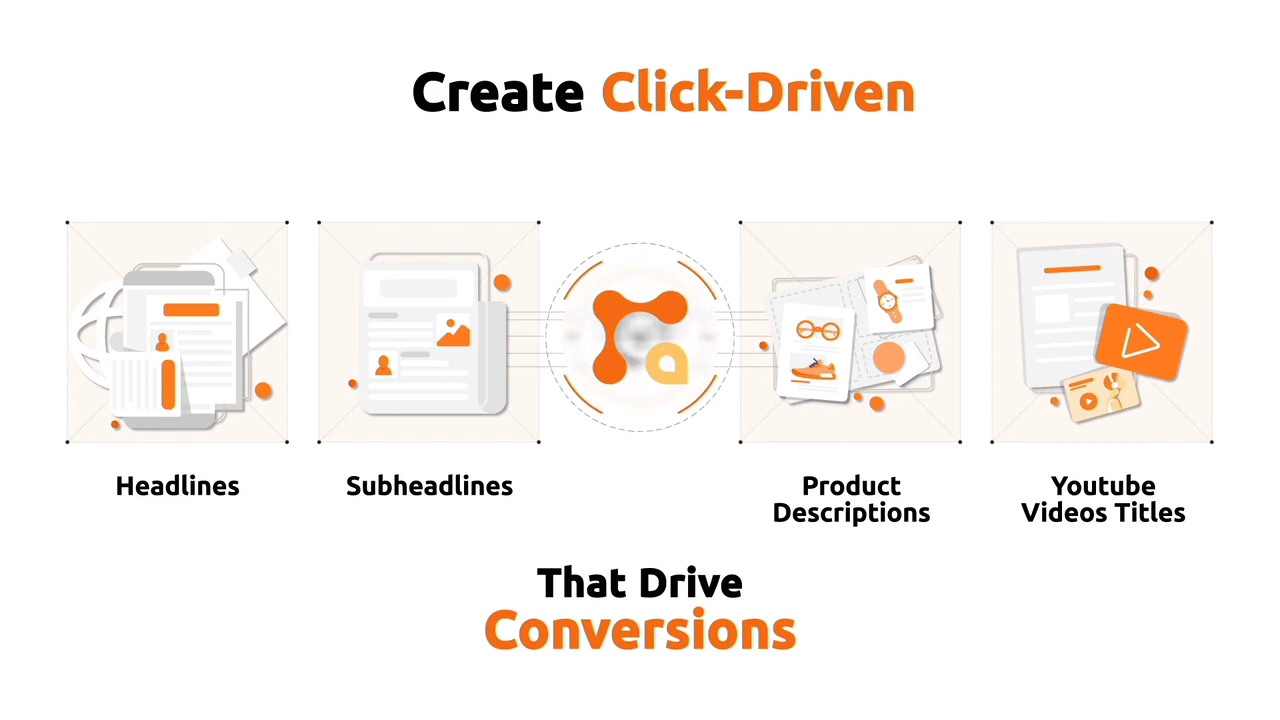 Create Click-Driven
Headlines
Subheadlines
Product
Descriptions
Youtube
Videos Titles
That Drive
Conversions